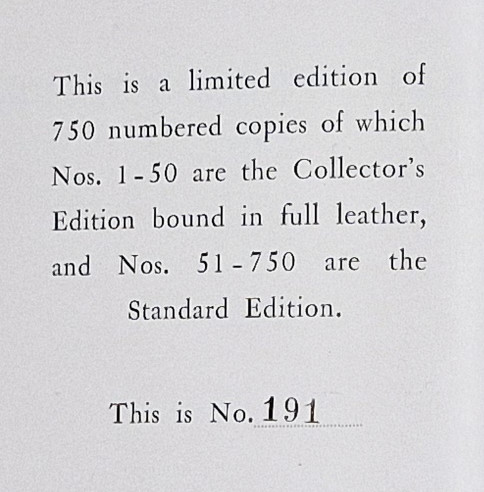 This is a limited edition of
750 numbered copies of which
Nos. 1-50 are the Collector's
Edition bound in full leather,
and Nos. 51-750 are the
Standard Edition.
This is No. 191